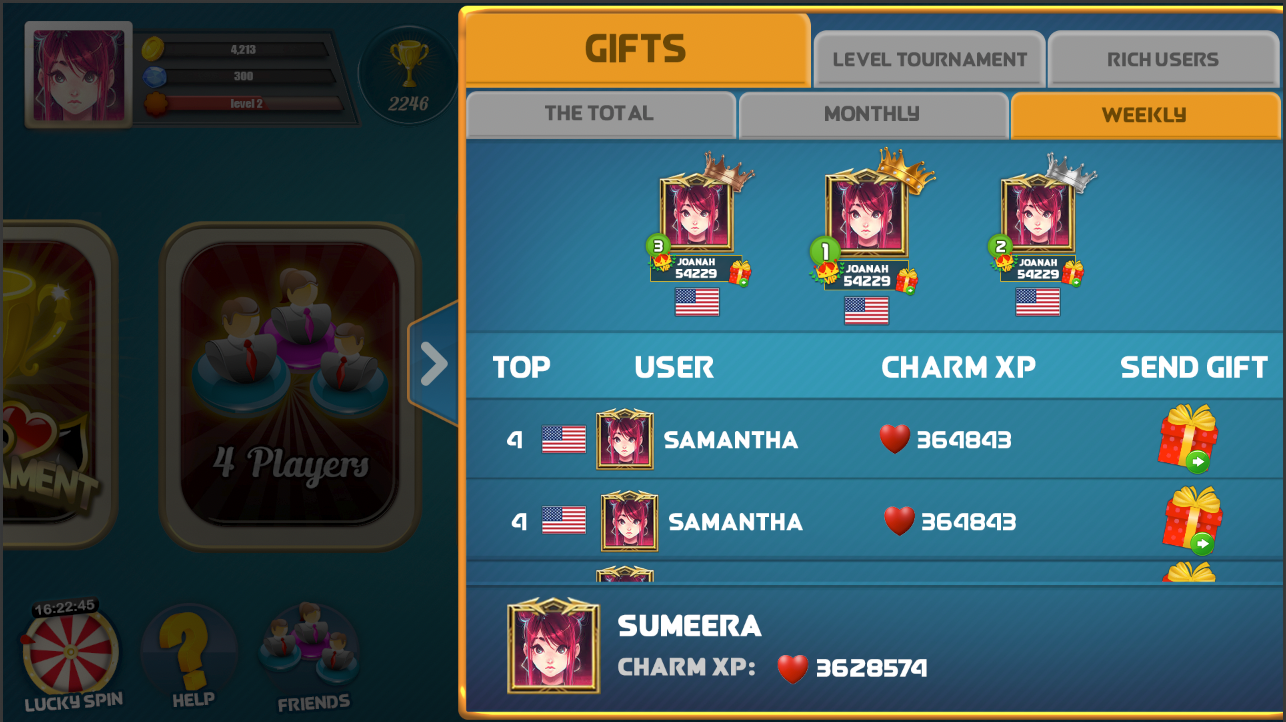 4,213
300
level 2
2246
GIFTS
LEVEL TOURNAMENT
RICH USERS
THE TOTAL
MONTHLY
WEEKLY
3
JOANAH
54229
1
JOANAH
54229
2
JOANAH
54229
TOP USER CHARM XP SEND GIFT
4 SAMANTHA 364843
4 SAMANTHA 364843
SUMEERA
CHARM XP: 3628574
4 Players
16:22:45
LUCKY SPIN
HELP
FRIENDS